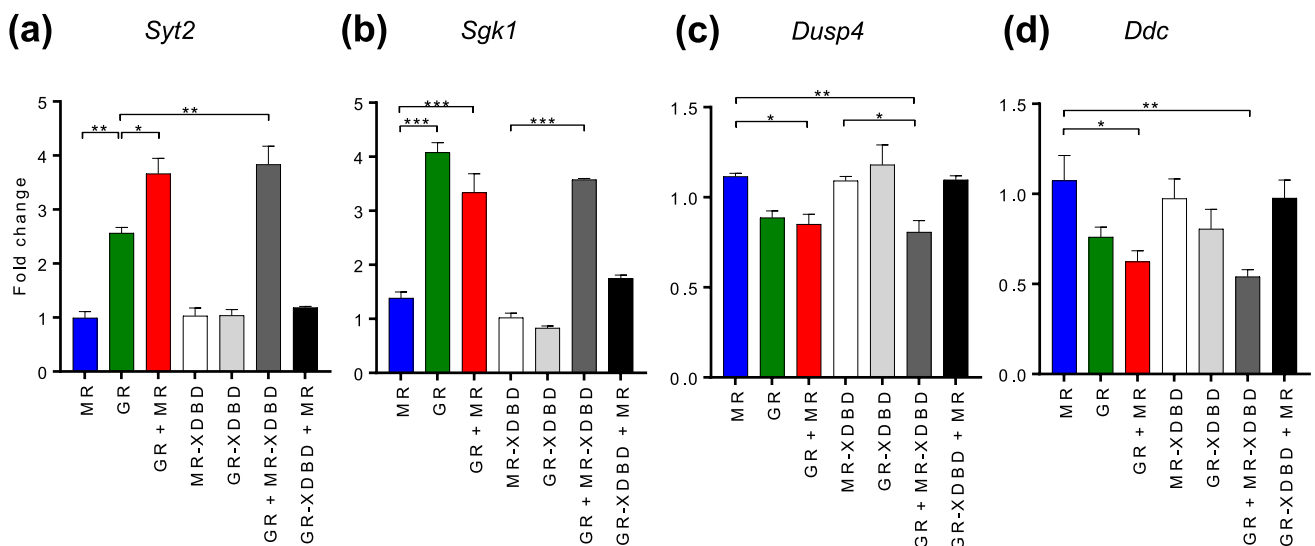 (a) Syt2
(b) Sgk1
(c) Dusp4
(d) Ddc
Fold change
5
4
3
2
1
0
** * **
MR
GR
GR + MR
MR-XDBD
GR-XDBD
GR + MR-XDBD
GR-XDBD + MR
5
4
3
2
1
0
***
*** ***
MR
GR
GR + MR
MR-XDBD
GR-XDBD
GR + MR-XDBD
GR-XDBD + MR
1.5
1.0
0.5
0.0
**
* *
MR
GR
GR + MR
MR-XDBD
GR-XDBD
GR + MR-XDBD
GR-XDBD + MR
1.5
1.0
0.5
0.0
**
*
MR
GR
GR + MR
MR-XDBD
GR-XDBD
GR + MR-XDBD
GR-XDBD + MR